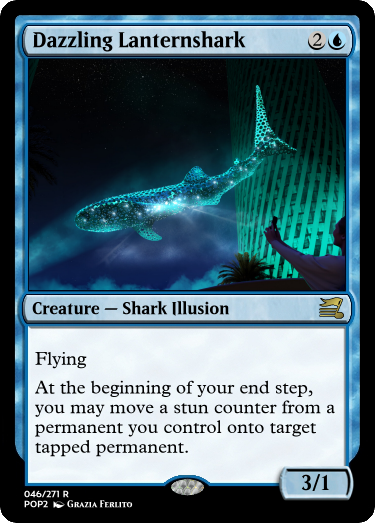 Dazzling Lanternshark 2
Creature — Shark Illusion
Flying
At the beginning of your end step,
you may move a stun counter from a
permanent you control onto target
tapped permanent.
3/1
046/271 R
POP2 Grazia Ferlito